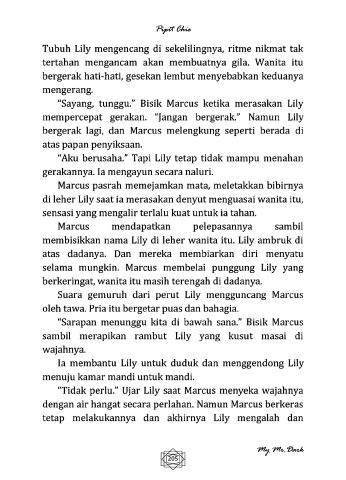 Pipit Chie
Tubuh Lily mengencang di sekelilingnya, ritme nikmat tak
tertahan mengancam akan membuatnya gila. Wanita itu
bergerak hati-hati, gesekan lembut menyebabkan keduanya
mengerang.
“Sayang, tunggu.” Bisik Marcus ketika merasakan Lily
mempercepat gerakan. “Jangan bergerak.” Namun Lily
bergerak lagi, dan Marcus melengkung seperti berada di
atas papan penyiksaan.
“Aku berusaha.” Tapi Lily tetap tidak mampu menahan
gerakannya. Ia mengayun secara naluri.
Marcus pasrah memejamkan mata, meletakkan bibirnya
di leher Lily saat ia merasakan denyut menguasai wanita itu,
sensasi yang mengalir terlalu kuat untuk ia tahan.
Marcus mendapatkan pelepasannya sambil
membisikkan nama Lily di leher wanita itu. Lily ambruk di
atas dadanya. Dan mereka membiarkan diri menyatu
selama mungkin. Marcus membelai punggung Lily yang
berkeringat, wanita itu masih terengah di dadanya.
Suara gemuruh dari perut Lily mengguncang Marcus
oleh tawa. Pria itu bergetar puas dan bahagia.
“Sarapan menunggu kita di bawah sana.” Bisik Marcus
sambil merapikan rambut Lily yang kusut masai di
wajahnya.
Ia membantu Lily untuk duduk dan menggendong Lily
menuju kamar mandi untuk mandi.
“Tidak perlu.” Ujar Lily saat Marcus menyeka wajahnya
dengan air hangat secara perlahan. Namun Marcus berkeras
tetap melakukannya dan akhirnya Lily mengalah dan
205
My Mr. Dark